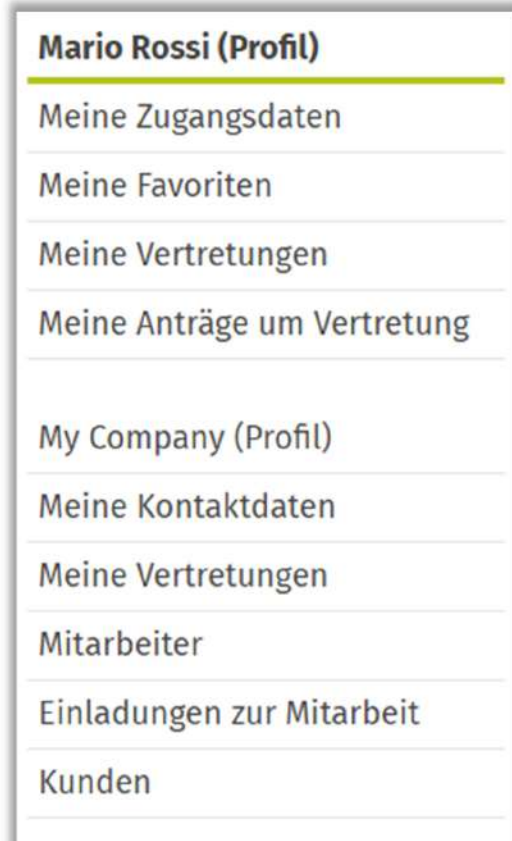 Mario Rossi (Profil)
Meine Zugangsdaten
Meine Favoriten
Meine Vertretungen
Meine Anträge um Vertretung
My Company (Profil)
Meine Kontaktdaten
Meine Vertretungen
Mitarbeiter
Einladungen zur Mitarbeit
Kunden